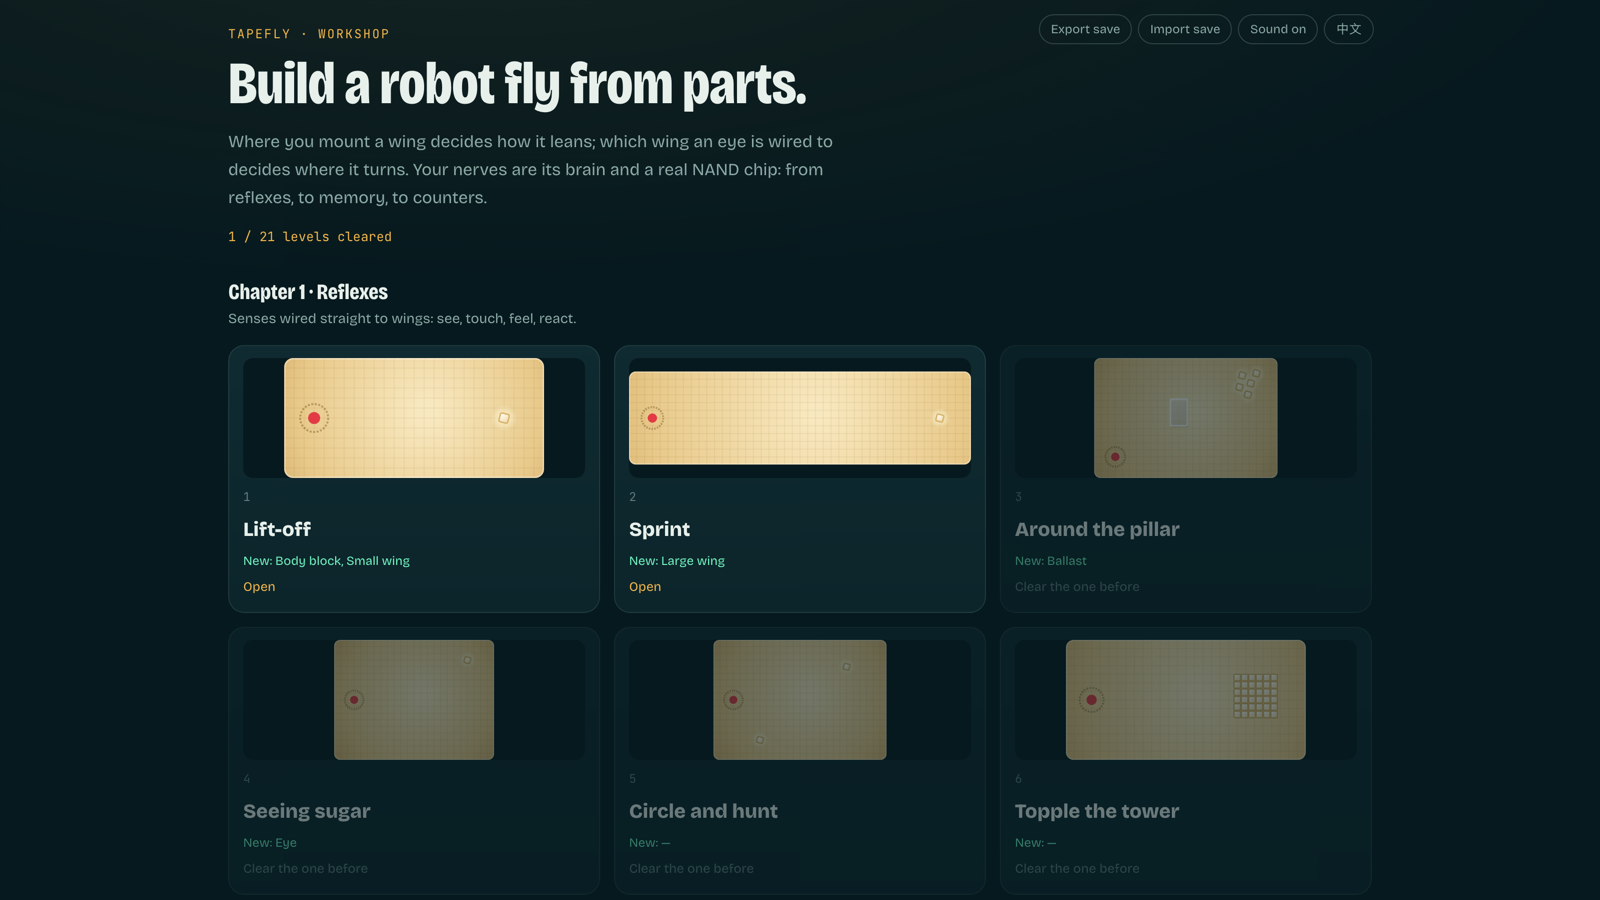 TAPEFLY · WORKSHOP
Export save
Import save
Sound on
中文
Build a robot fly from parts.
Where you mount a wing decides how it leans; which wing an eye is wired to
decides where it turns. Your nerves are its brain and a real NAND chip: from
reflexes, to memory, to counters.
1 / 21 levels cleared
Chapter 1 · Reflexes
Senses wired straight to wings: see, touch, feel, react.
1
Lift-off
New: Body block, Small wing
Open
2
Sprint
New: Large wing
Open
3
Around the pillar
New: Ballast
Clear the one before
4
Seeing sugar
New: Eye
Clear the one before
5
Circle and hunt
New: —
Clear the one before
6
Topple the tower
New: —
Clear the one before